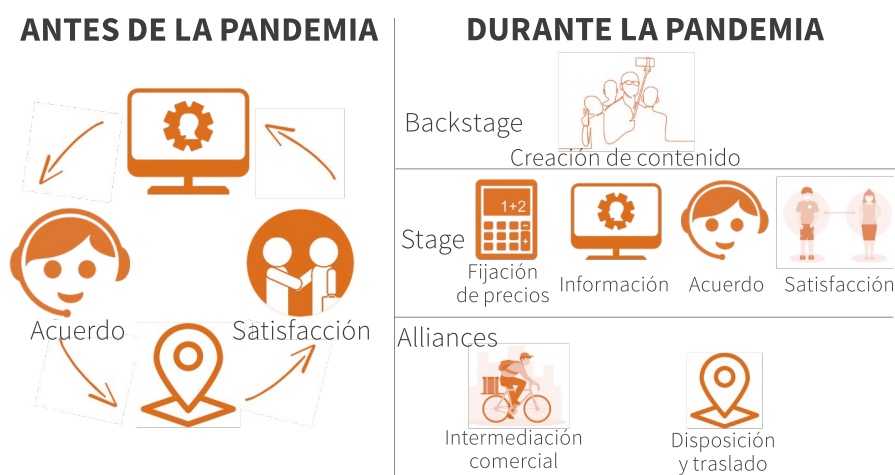 ANTES DE LA PANDEMIA
Acuerdo
Satisfacción
DURANTE LA PANDEMIA
Backstage
Creación de contenido
Stage
1+2
Fijación
de precios
Información
Acuerdo
Satisfacción
Alliances
Intermediación
comercial
Disposición
y traslado